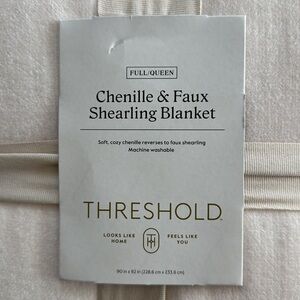 FULL/QUEEN
Chenille & Faux
Shearling Blanket
Soft, cozy chenille reverses to faux shearling
Machine washable
THRESHOLD™
LOOKS LIKE
HOME
FEELS LIKE
YOU
90 in x 92 in (228.6 cm x 233.6 cm)